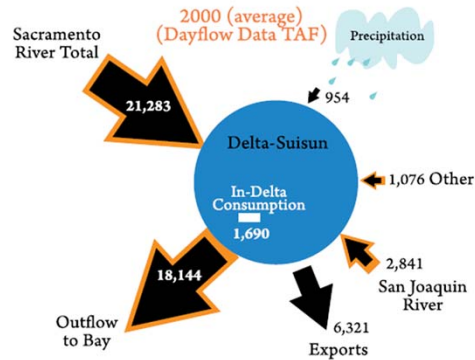 2000 (average)
(Dayflow Data TAF)
Sacramento
River Total
21,283
Precipitation
954
Delta-Suisun
1,076 Other
In-Delta
Consumption
1,690
2,841
San Joaquin
River
18,144
Outflow
to Bay
6,321
Exports